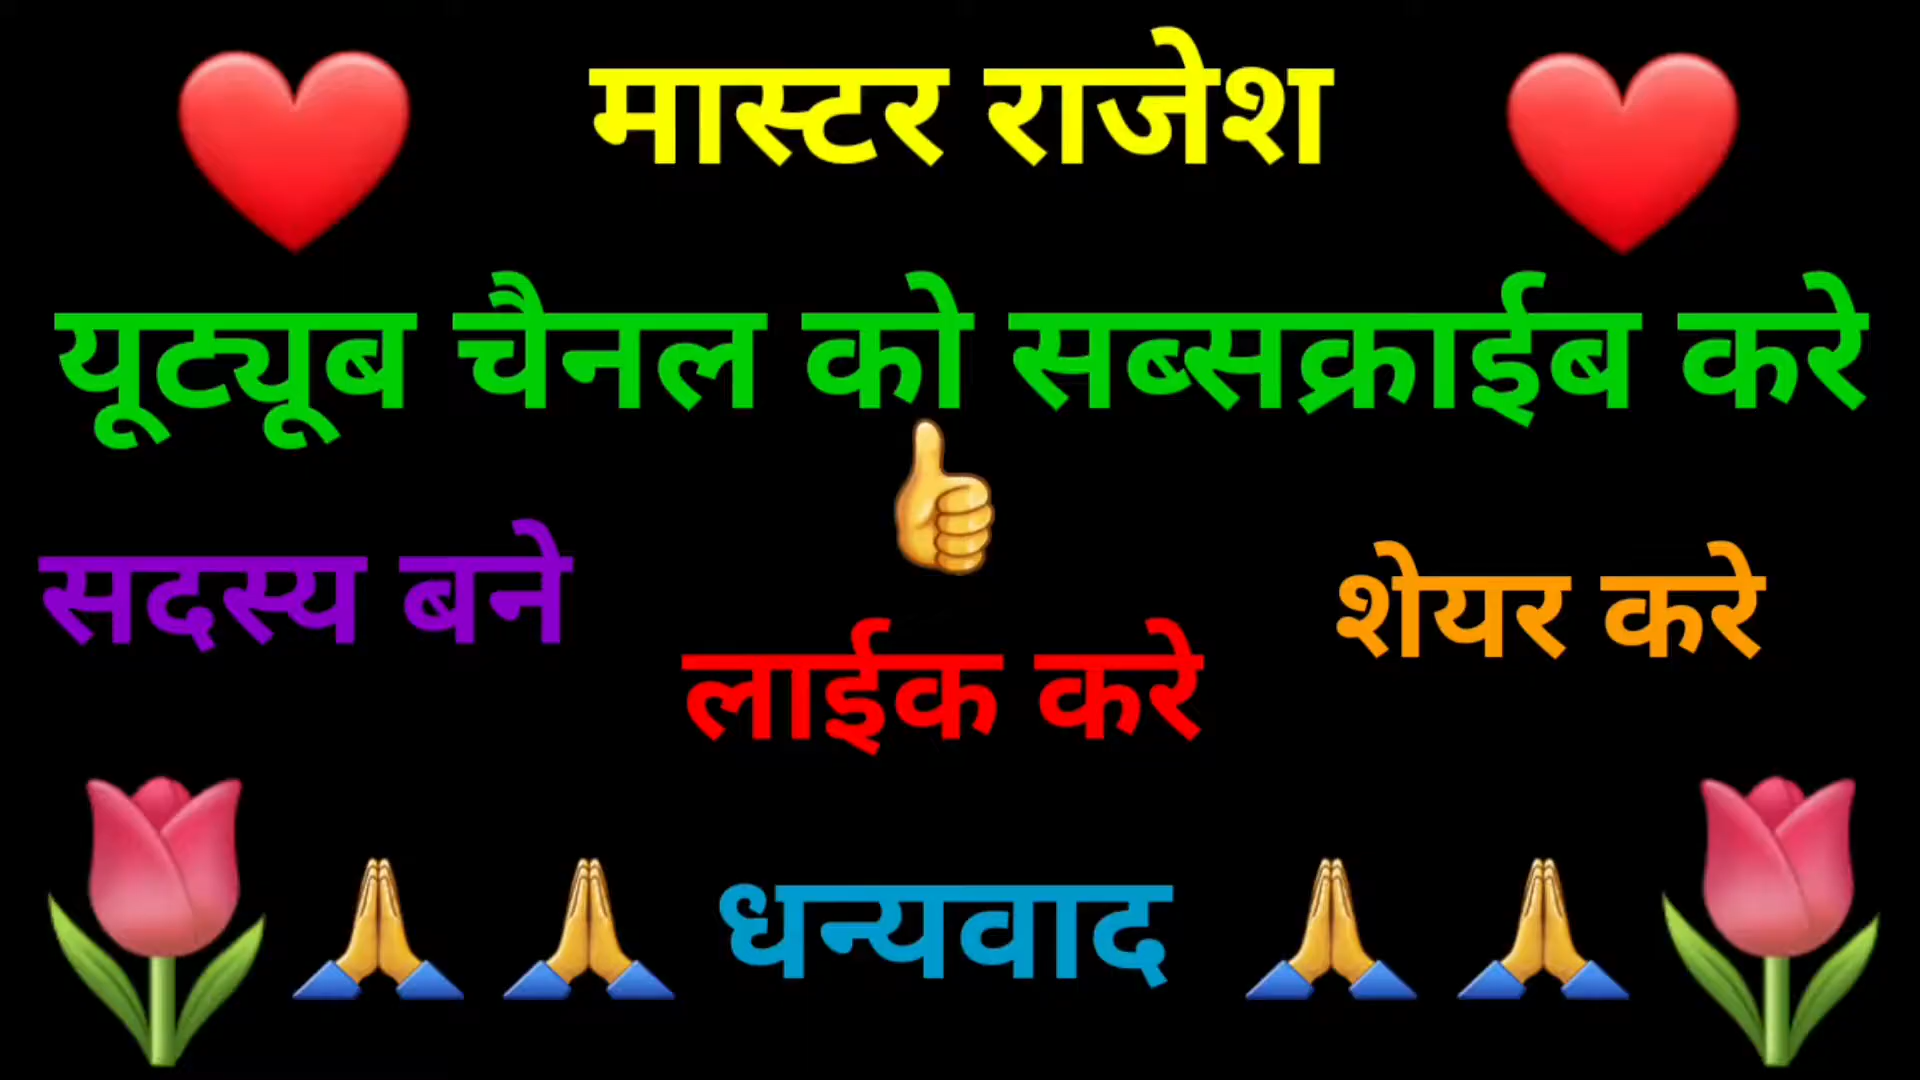 मास्टर राजेश
यूट्यूब चैनल को सब्सक्राईब करे
सदस्य बने
लाईक करे
शेयर करे
धन्यवाद